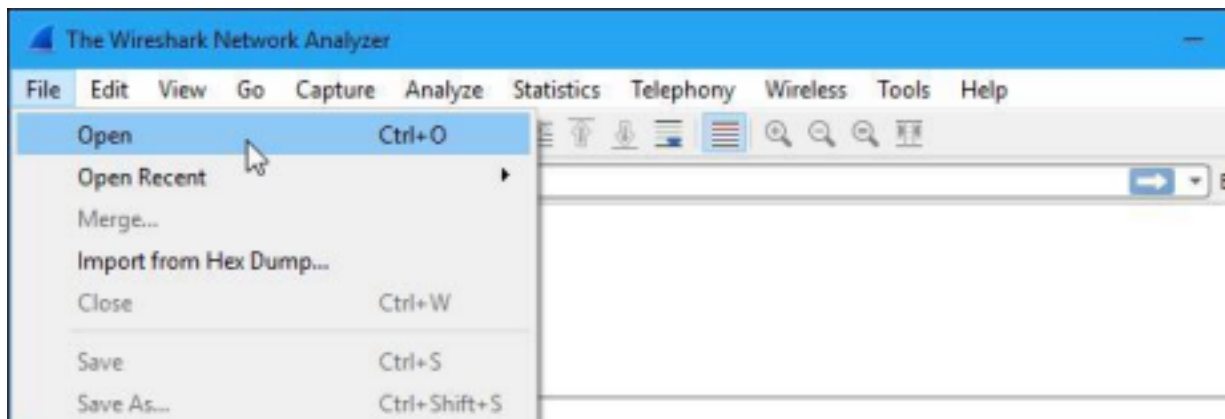 The Wireshark Network Analyzer
File Edit View Go Capture Analyze Statistics Telephony Wireless Tools Help
Open Ctrl+O
Open Recent
Merge...
Import from Hex Dump...
Close Ctrl+W
Save Ctrl+S
Save As... Ctrl+Shift+S